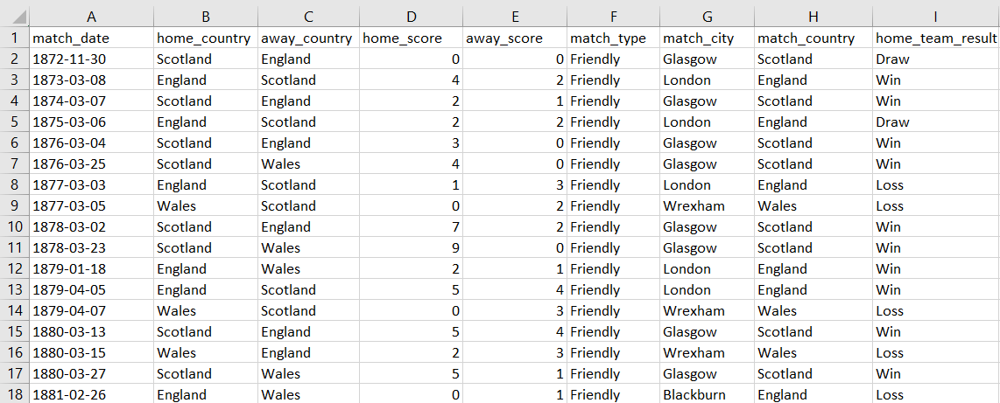 A B C D E F G H I
1 match_date home_country away_country home_score away_score match_type match_city match_country home_team_result
2 1872-11-30 Scotland England 0 0 Friendly Glasgow Scotland Draw
3 1873-03-08 England Scotland 4 2 Friendly London England Win
4 1874-03-07 Scotland England 2 1 Friendly Glasgow Scotland Win
5 1875-03-06 England Scotland 2 2 Friendly London England Draw
6 1876-03-04 Scotland England 3 0 Friendly Glasgow Scotland Win
7 1876-03-25 Scotland Wales 4 0 Friendly Glasgow Scotland Win
8 1877-03-03 England Scotland 1 3 Friendly London England Loss
9 1877-03-05 Wales Scotland 0 2 Friendly Wrexham Wales Loss
10 1878-03-02 Scotland England 7 2 Friendly Glasgow Scotland Win
11 1878-03-23 Scotland Wales 9 0 Friendly Glasgow Scotland Win
12 1879-01-18 England Wales 2 1 Friendly London England Win
13 1879-04-05 England Scotland 5 4 Friendly London England Win
14 1879-04-07 Wales Scotland 0 3 Friendly Wrexham Wales Loss
15 1880-03-13 Scotland England 5 4 Friendly Glasgow Scotland Win
16 1880-03-15 Wales England 2 3 Friendly Wrexham Wales Loss
17 1880-03-27 Scotland Wales 5 1 Friendly Glasgow Scotland Win
18 1881-02-26 England Wales 0 1 Friendly Blackburn England Loss